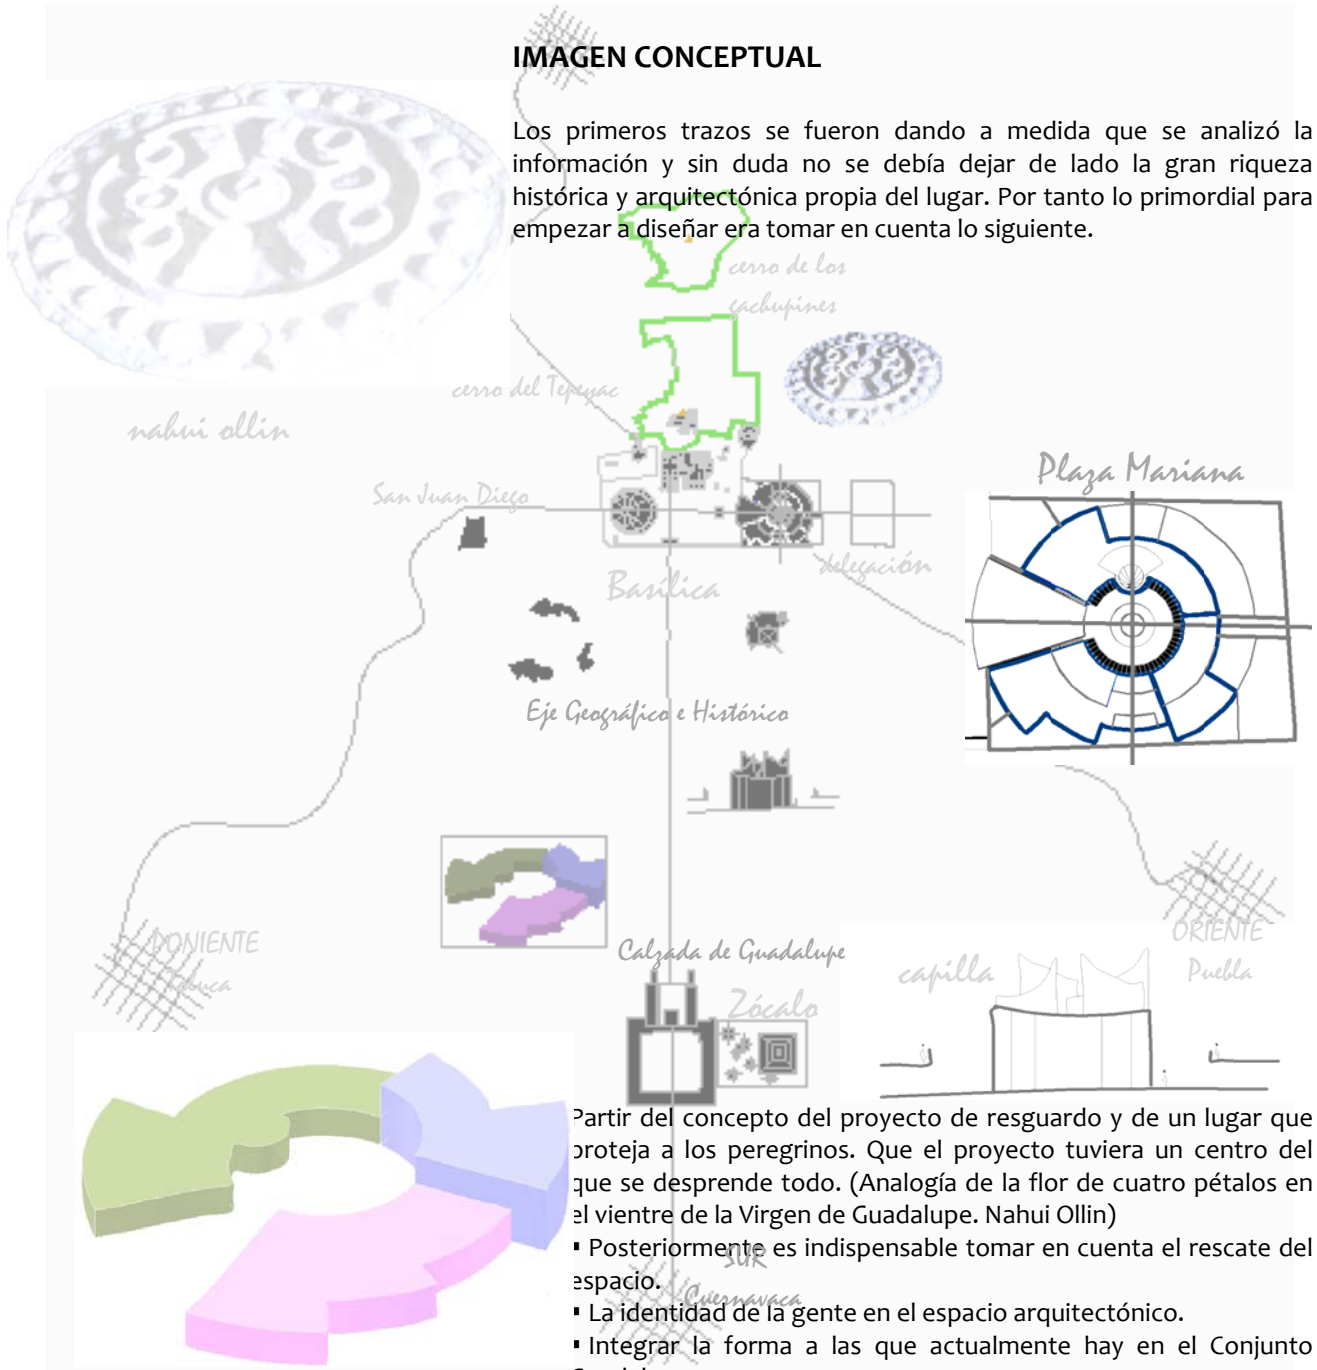 IMAGEN CONCEPTUAL
Los primeros trazos se fueron dando a medida que se analizó la
información y sin duda no se debía dejar de lado la gran riqueza
histórica y arquitectónica propia del lugar. Por tanto lo primordial para
empezar a diseñar era tomar en cuenta lo siguiente.
cerro de los
gachupines
cerro del Tepeyac
nahui ollin
Plaza Mariana
San Juan Diego
delegación
Basílica
Eje Geográfico e Histórico
PONIENTE
Toluca
ORIENTE
Puebla
Calzada de Guadalupe
capilla
Zócalo
Partir del concepto del proyecto de resguardo y de un lugar que
proteja a los peregrinos. Que el proyecto tuviera un centro del
que se desprende todo. (Analogía de la flor de cuatro pétalos en
el vientre de la Virgen de Guadalupe. Nahui Ollin)
▪ Posteriormente es indispensable tomar en cuenta el rescate del
espacio.
SUR
Cuernavaca
▪ La identidad de la gente en el espacio arquitectónico.
▪ Integrar la forma a las que actualmente hay en el Conjunto